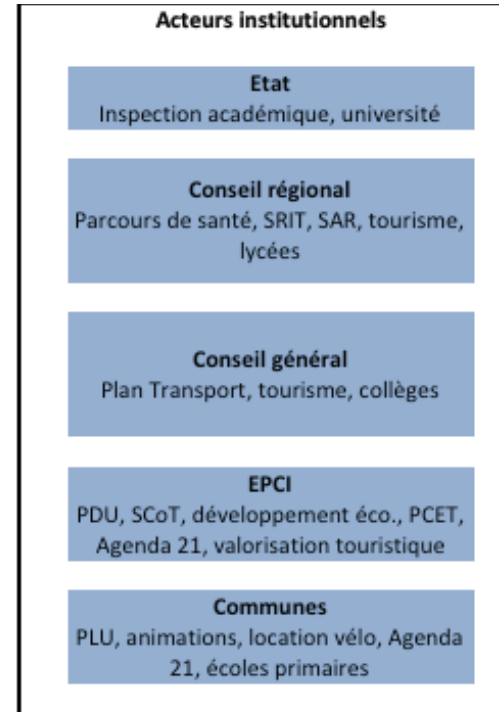 Acteurs institutionnels
Etat
Inspection académique, université
Conseil régional
Parcours de santé, SRIT, SAR, tourisme,
lycées
Conseil général
Plan Transport, tourisme, collèges
EPCI
PDU, SCoT, développement éco., PCET,
Agenda 21, valorisation touristique
Communes
PLU, animations, location vélo, Agenda
21, écoles primaires